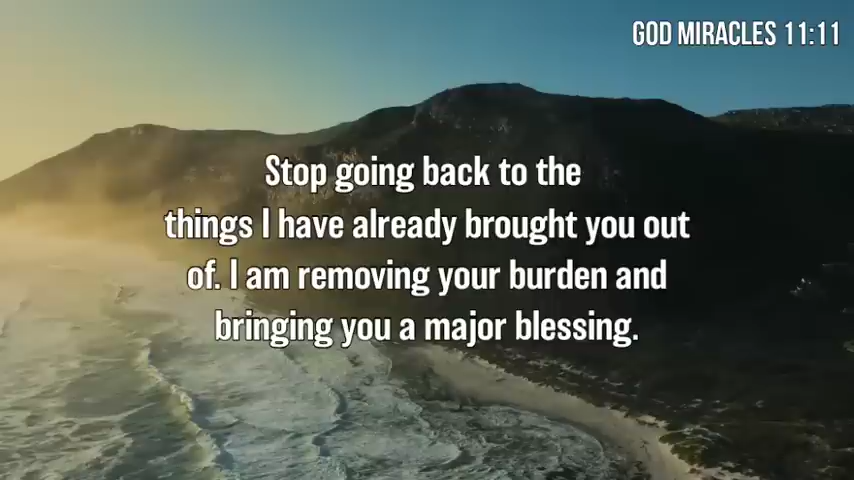 GOD MIRACLES 11:11
Stop going back to the
things I have already brought you out
of. I am removing your burden and
bringing you a major blessing.